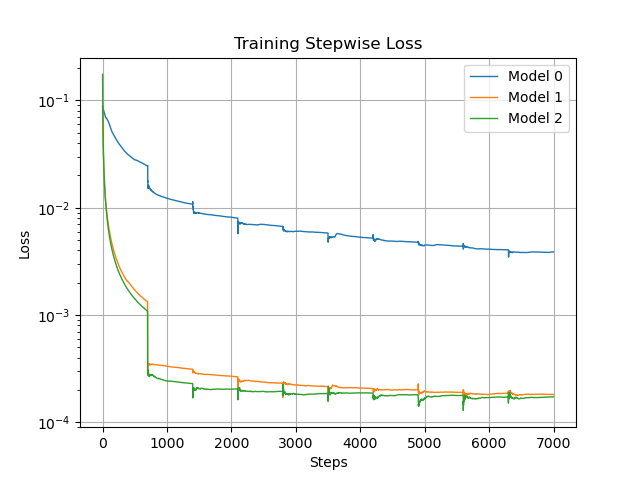 Training Stepwise Loss
Model 0
Model 1
Model 2
10⁻¹
10⁻²
10⁻³
10⁻⁴
Loss
0 1000 2000 3000 4000 5000 6000 7000
Steps